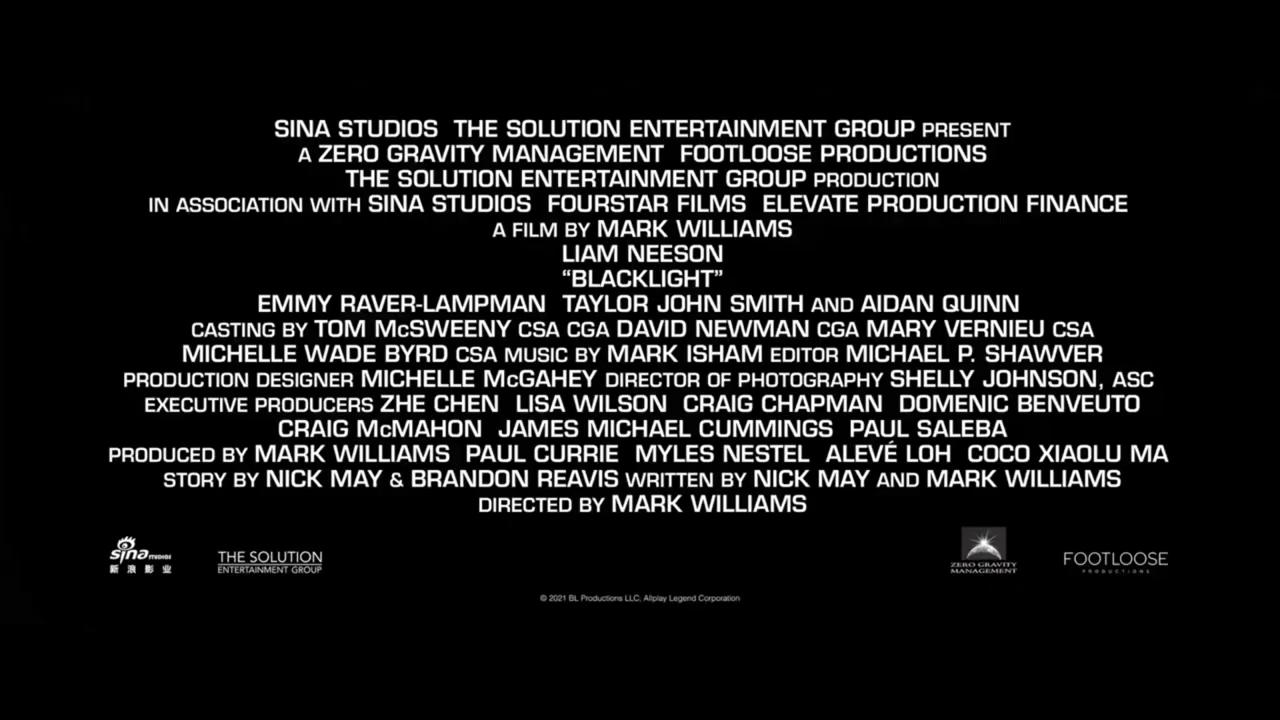 SINA STUDIOS THE SOLUTION ENTERTAINMENT GROUP PRESENT
A ZERO GRAVITY MANAGEMENT FOOTLOOSE PRODUCTIONS
THE SOLUTION ENTERTAINMENT GROUP PRODUCTION
IN ASSOCIATION WITH SINA STUDIOS FOURSTAR FILMS ELEVATE PRODUCTION FINANCE
A FILM BY MARK WILLIAMS
LIAM NEESON
“BLACKLIGHT”
EMMY RAVER-LAMPMAN TAYLOR JOHN SMITH AND AIDAN QUINN
CASTING BY TOM McSWEENY CSA CGA DAVID NEWMAN CGA MARY VERNIEU CSA
MICHELLE WADE BYRD CSA MUSIC BY MARK ISHAM EDITOR MICHAEL P. SHAWVER
PRODUCTION DESIGNER MICHELLE McGAHEY DIRECTOR OF PHOTOGRAPHY SHELLY JOHNSON, ASC
EXECUTIVE PRODUCERS ZHE CHEN LISA WILSON CRAIG CHAPMAN DOMENIC BENVEUTO
CRAIG McMAHON JAMES MICHAEL CUMMINGS PAUL SALEBA
PRODUCED BY MARK WILLIAMS PAUL CURRIE MYLES NESTEL ALEVÉ LOH COCO XIAOLU MA
STORY BY NICK MAY & BRANDON REAVIS WRITTEN BY NICK MAY AND MARK WILLIAMS
DIRECTED BY MARK WILLIAMS
sina STUDIOS
新浪影业
THE SOLUTION
ENTERTAINMENT GROUP
ZERO GRAVITY
MANAGEMENT
FOOTLOOSE
PRODUCTIONS
© 2021 BL Productions LLC, Allplay Legend Corporation